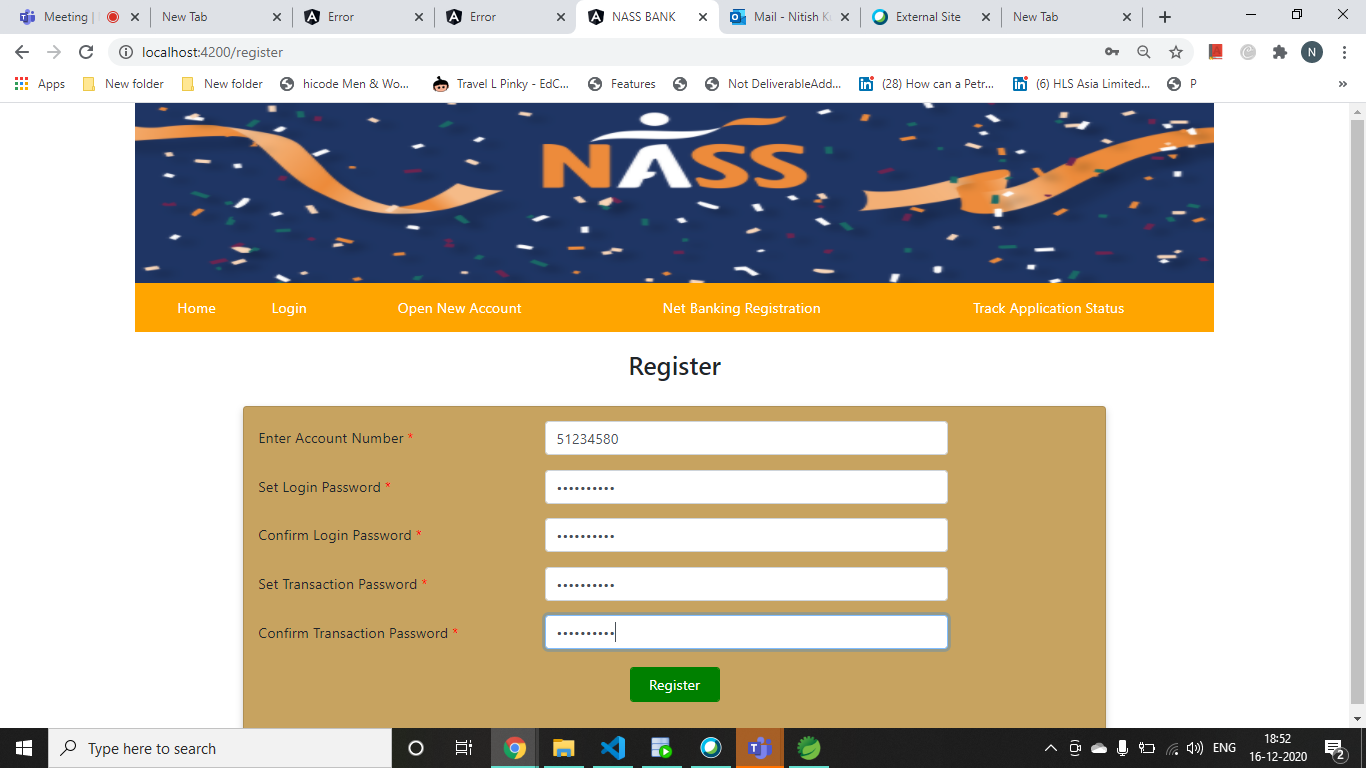 Meeting |
New Tab
Error
Error
NASS BANK
Mail - Nitish K
External Site
New Tab
localhost:4200/register
N
Apps
New folder
New folder
hicode Men & Wo...
Travel L Pinky - EdC...
Features
Not DeliverableAdd...
(28) How can a Petr...
(6) HLS Asia Limited...
P
»
NASS
Home
Login
Open New Account
Net Banking Registration
Track Application Status
Register
Enter Account Number *
51234580
Set Login Password *
••••••••••
Confirm Login Password *
••••••••••
Set Transaction Password *
••••••••••
Confirm Transaction Password *
••••••••••
Register
Type here to search
ENG
18:52
16-12-2020
2